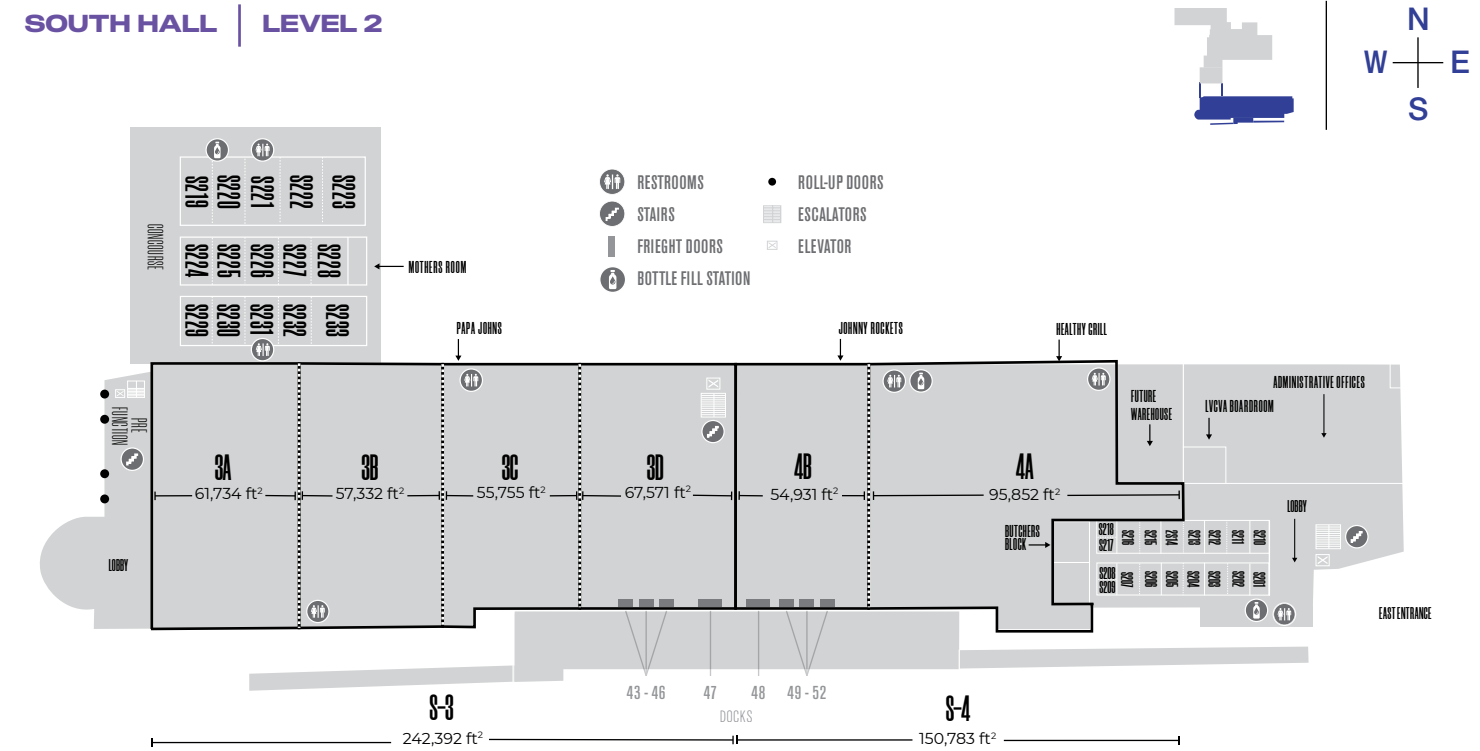 SOUTH HALL | LEVEL 2
N
W E
S
S219
S220
S221
S222
S223
CONCOURSE
S224
S225
S226
S227
S228
MOTHERS ROOM
S229
S230
S231
S232
S233
RESTROOMS
STAIRS
FRIEGHT DOORS
BOTTLE FILL STATION
ROLL-UP DOORS
ESCALATORS
ELEVATOR
PAPA JOHNS
JOHNNY ROCKETS
HEALTHY GRILL
PRE
FUNCTION
LOBBY
3A
61,734 ft²
3B
57,332 ft²
3C
55,755 ft²
3D
67,571 ft²
4B
54,931 ft²
4A
95,852 ft²
FUTURE
WAREHOUSE
LVCVA BOARDROOM
ADMINISTRATIVE OFFICES
BUTCHERS
BLOCK
LOBBY
S218
S217
S216
S215
2S14
S213
S212
S211
S210
S208
S209
S207
S206
S205
S204
S203
S202
S201
EAST ENTRANCE
43 - 46
47
48
49 - 52
DOCKS
S-3
242,392 ft²
S-4
150,783 ft²